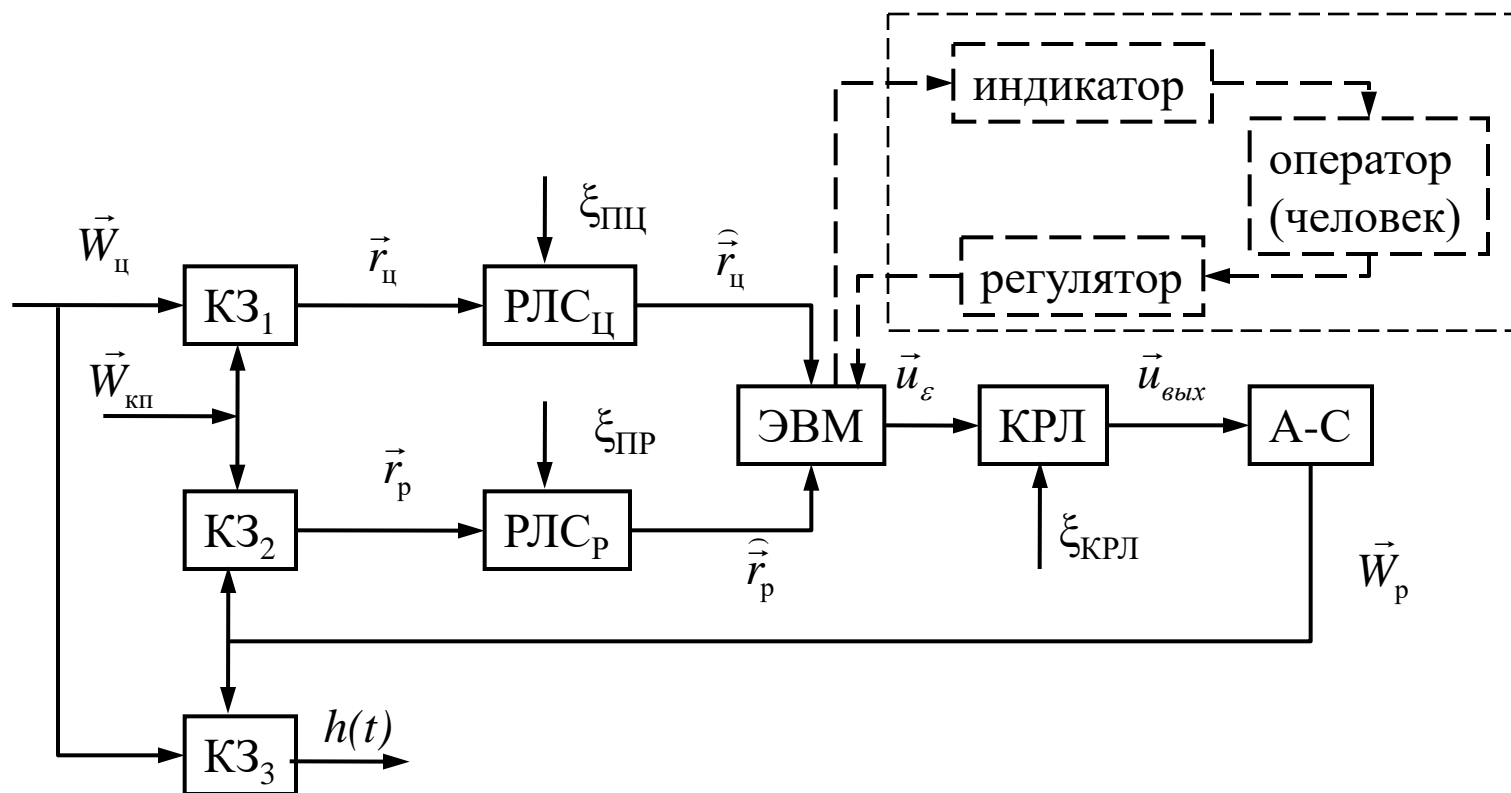 индикатор
оператор
(человек)
регулятор
ξПЦ
W⃗ц
r⃗ц
r⃗̑ц
КЗ₁
РЛСЦ
W⃗кп
u⃗ε
u⃗вых
ξПР
ЭВМ
КРЛ
А-С
r⃗р
КЗ₂
РЛСР
ξКРЛ
r⃗̑р
W⃗р
h(t)
КЗ₃